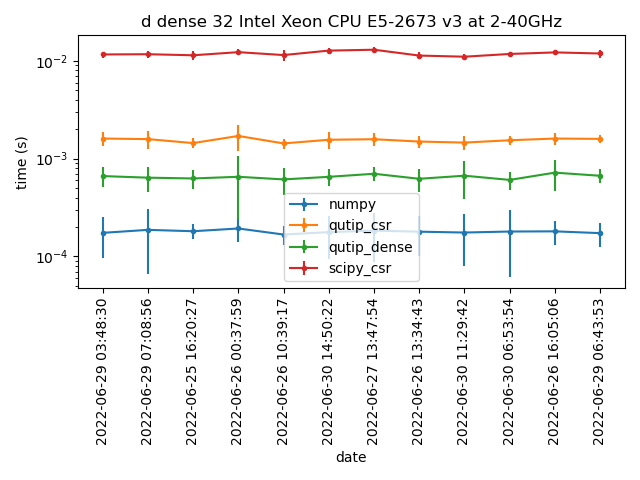 d dense 32 Intel Xeon CPU E5-2673 v3 at 2-40GHz
time (s)
10⁻²
10⁻³
10⁻⁴
numpy
qutip_csr
qutip_dense
scipy_csr
2022-06-29 03:48:30
2022-06-29 07:08:56
2022-06-25 16:20:27
2022-06-26 00:37:59
2022-06-26 10:39:17
2022-06-30 14:50:22
2022-06-27 13:47:54
2022-06-26 13:34:43
2022-06-30 11:29:42
2022-06-30 06:53:54
2022-06-26 16:05:06
2022-06-29 06:43:53
date